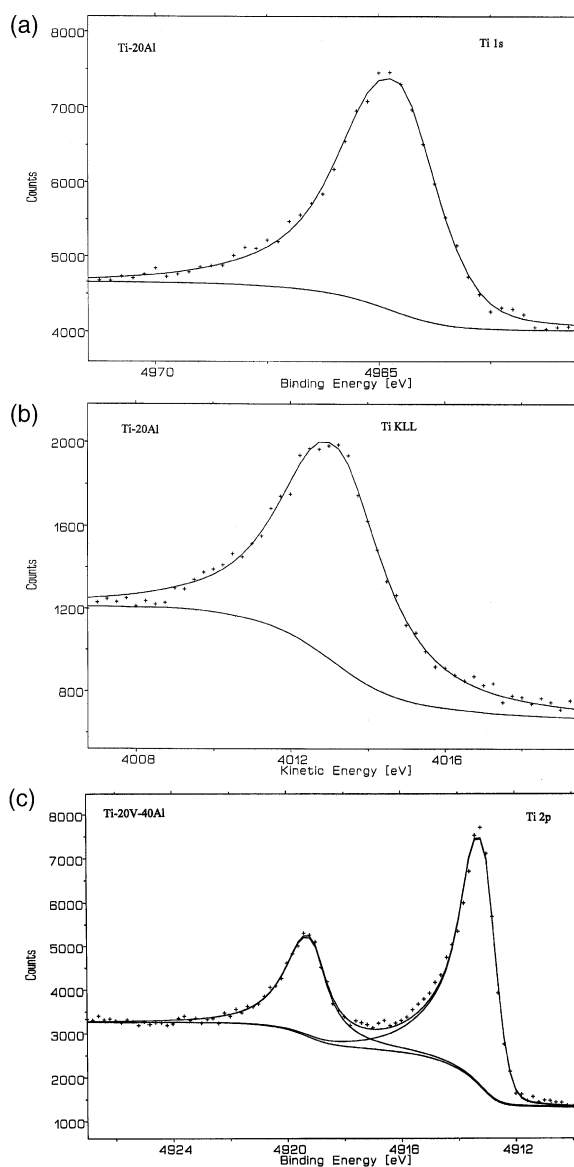 (a)
8000
Ti-20Al
Ti 1s
7000
6000
Counts
5000
4000
4970
4965
Binding Energy [eV]
(b)
Ti-20Al
Ti KLL
2000
1600
Counts
1200
800
4008
4012
4016
Kinetic Energy [eV]
(c)
Ti-20V-40Al
Ti 2p
8000
7000
6000
5000
Counts
4000
3000
2000
1000
4924
4920
4916
4912
Binding Energy [eV]